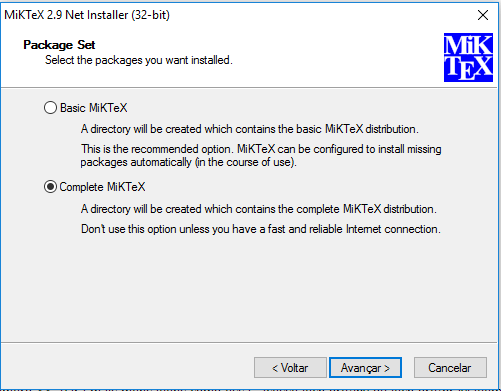 MiKTeX 2.9 Net Installer (32-bit)
Package Set
Select the packages you want installed.
MiK
TEX
Basic MiKTeX
A directory will be created which contains the basic MiKTeX distribution.
This is the recommended option. MiKTeX can be configured to install missing
packages automatically (in the course of use).
Complete MiKTeX
A directory will be created which contains the complete MiKTeX distribution.
Don't use this option unless you have a fast and reliable Internet connection.
< Voltar
Avançar >
Cancelar